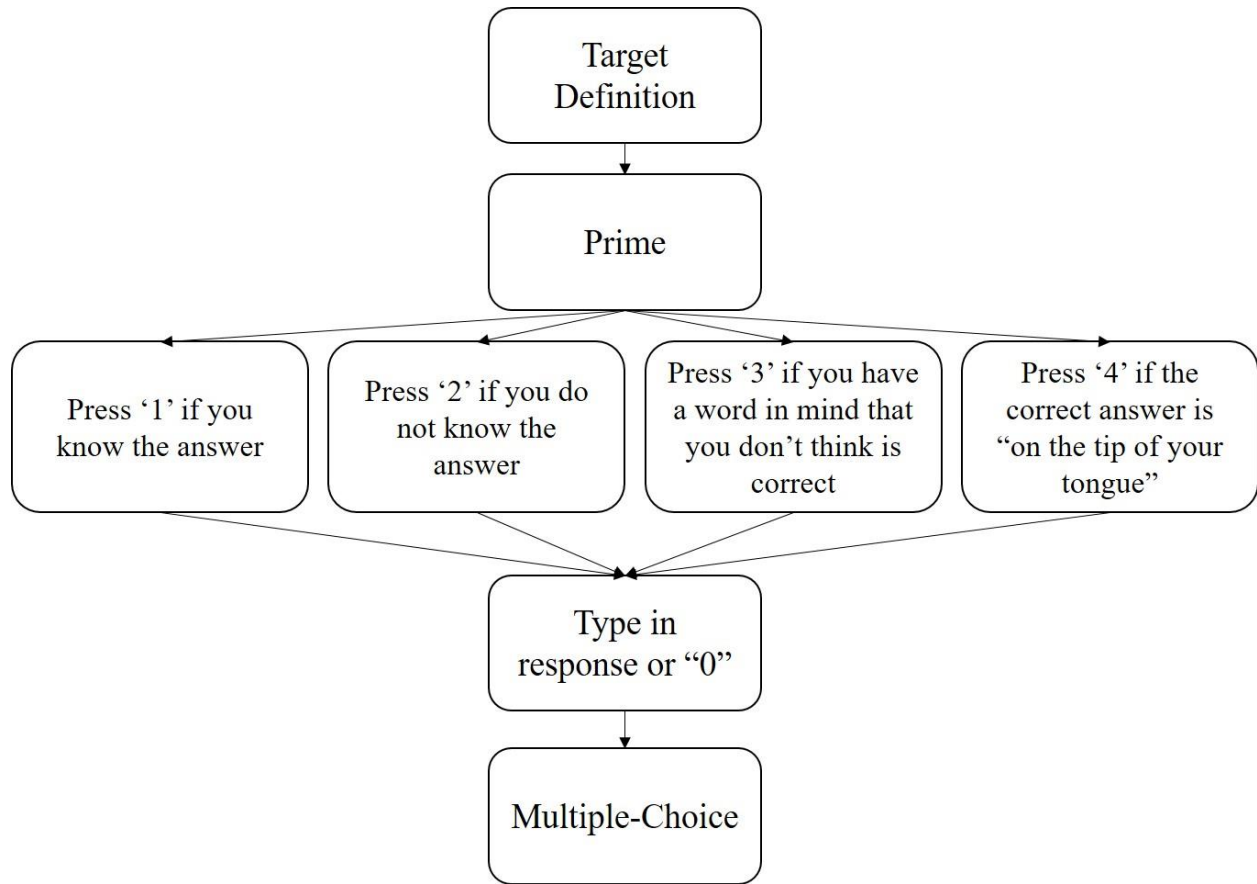 Target
Definition
Prime
Press ‘1’ if you
know the answer
Press ‘2’ if you do
not know the
answer
Press ‘3’ if you have
a word in mind that
you don’t think is
correct
Press ‘4’ if the
correct answer is
“on the tip of your
tongue”
Type in
response or “0”
Multiple-Choice